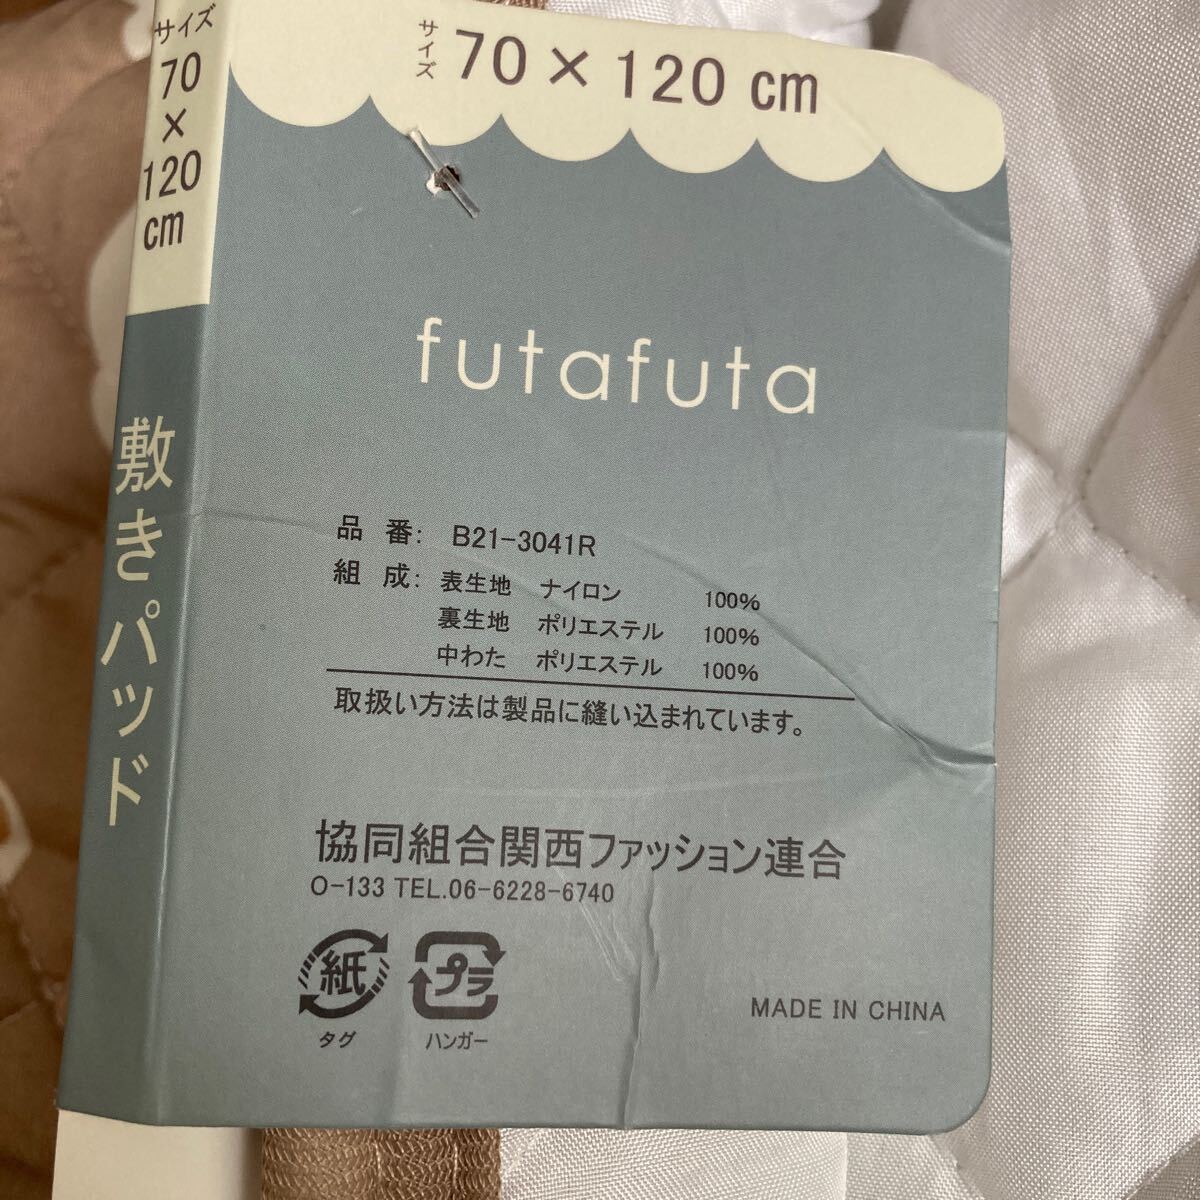 サイズ
70
×
120
cm
敷きパッド
サイズ 70 × 120 cm
futafuta
品 番： B21-3041R
組 成： 表生地 ナイロン 100%
裏生地 ポリエステル 100%
中わた ポリエステル 100%
取扱い方法は製品に縫い込まれています。
協同組合関西ファッション連合
O-133 TEL.06-6228-6740
紙 プラ
タグ ハンガー
MADE IN CHINA